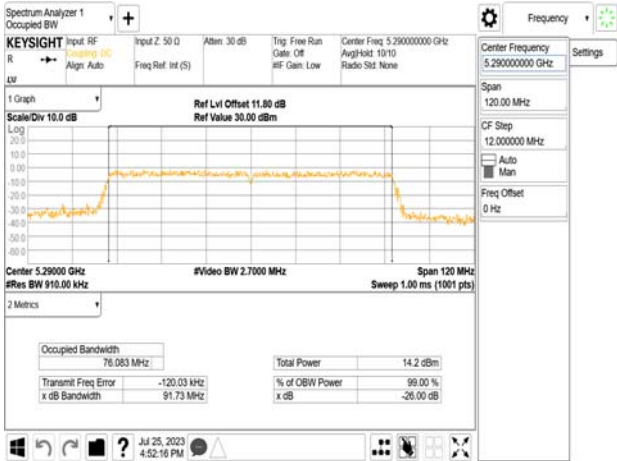 Spectrum Analyzer 1
Occupied BW
Frequency
KEYSIGHT
R
Input: RF
Coupling: DC
Align: Auto
Input Z: 50 Ω
Freq Ref: Int (S)
Atten: 30 dB
Trig: Free Run
Gate: Off
#IF Gain: Low
Center Freq: 5.290000000 GHz
Avg|Hold: 10/10
Radio Std: None
Center Frequency
5.290000000 GHz
Settings
Span
120.00 MHz
CF Step
12.000000 MHz
Auto
Man
Freq Offset
0 Hz
1 Graph
Scale/Div 10.0 dB
Ref Lvl Offset 11.80 dB
Ref Value 30.00 dBm
Log
20.0
10.0
0.00
-10.0
-20.0
-30.0
-40.0
-50.0
-60.0
Center 5.29000 GHz
#Video BW 2.7000 MHz
Span 120 MHz
#Res BW 910.00 kHz
Sweep 1.00 ms (1001 pts)
2 Metrics
Occupied Bandwidth
76.083 MHz
Total Power 14.2 dBm
Transmit Freq Error -120.03 kHz
% of OBW Power 99.00 %
x dB Bandwidth 91.73 MHz
x dB -26.00 dB
Jul 25, 2023
4:52:16 PM